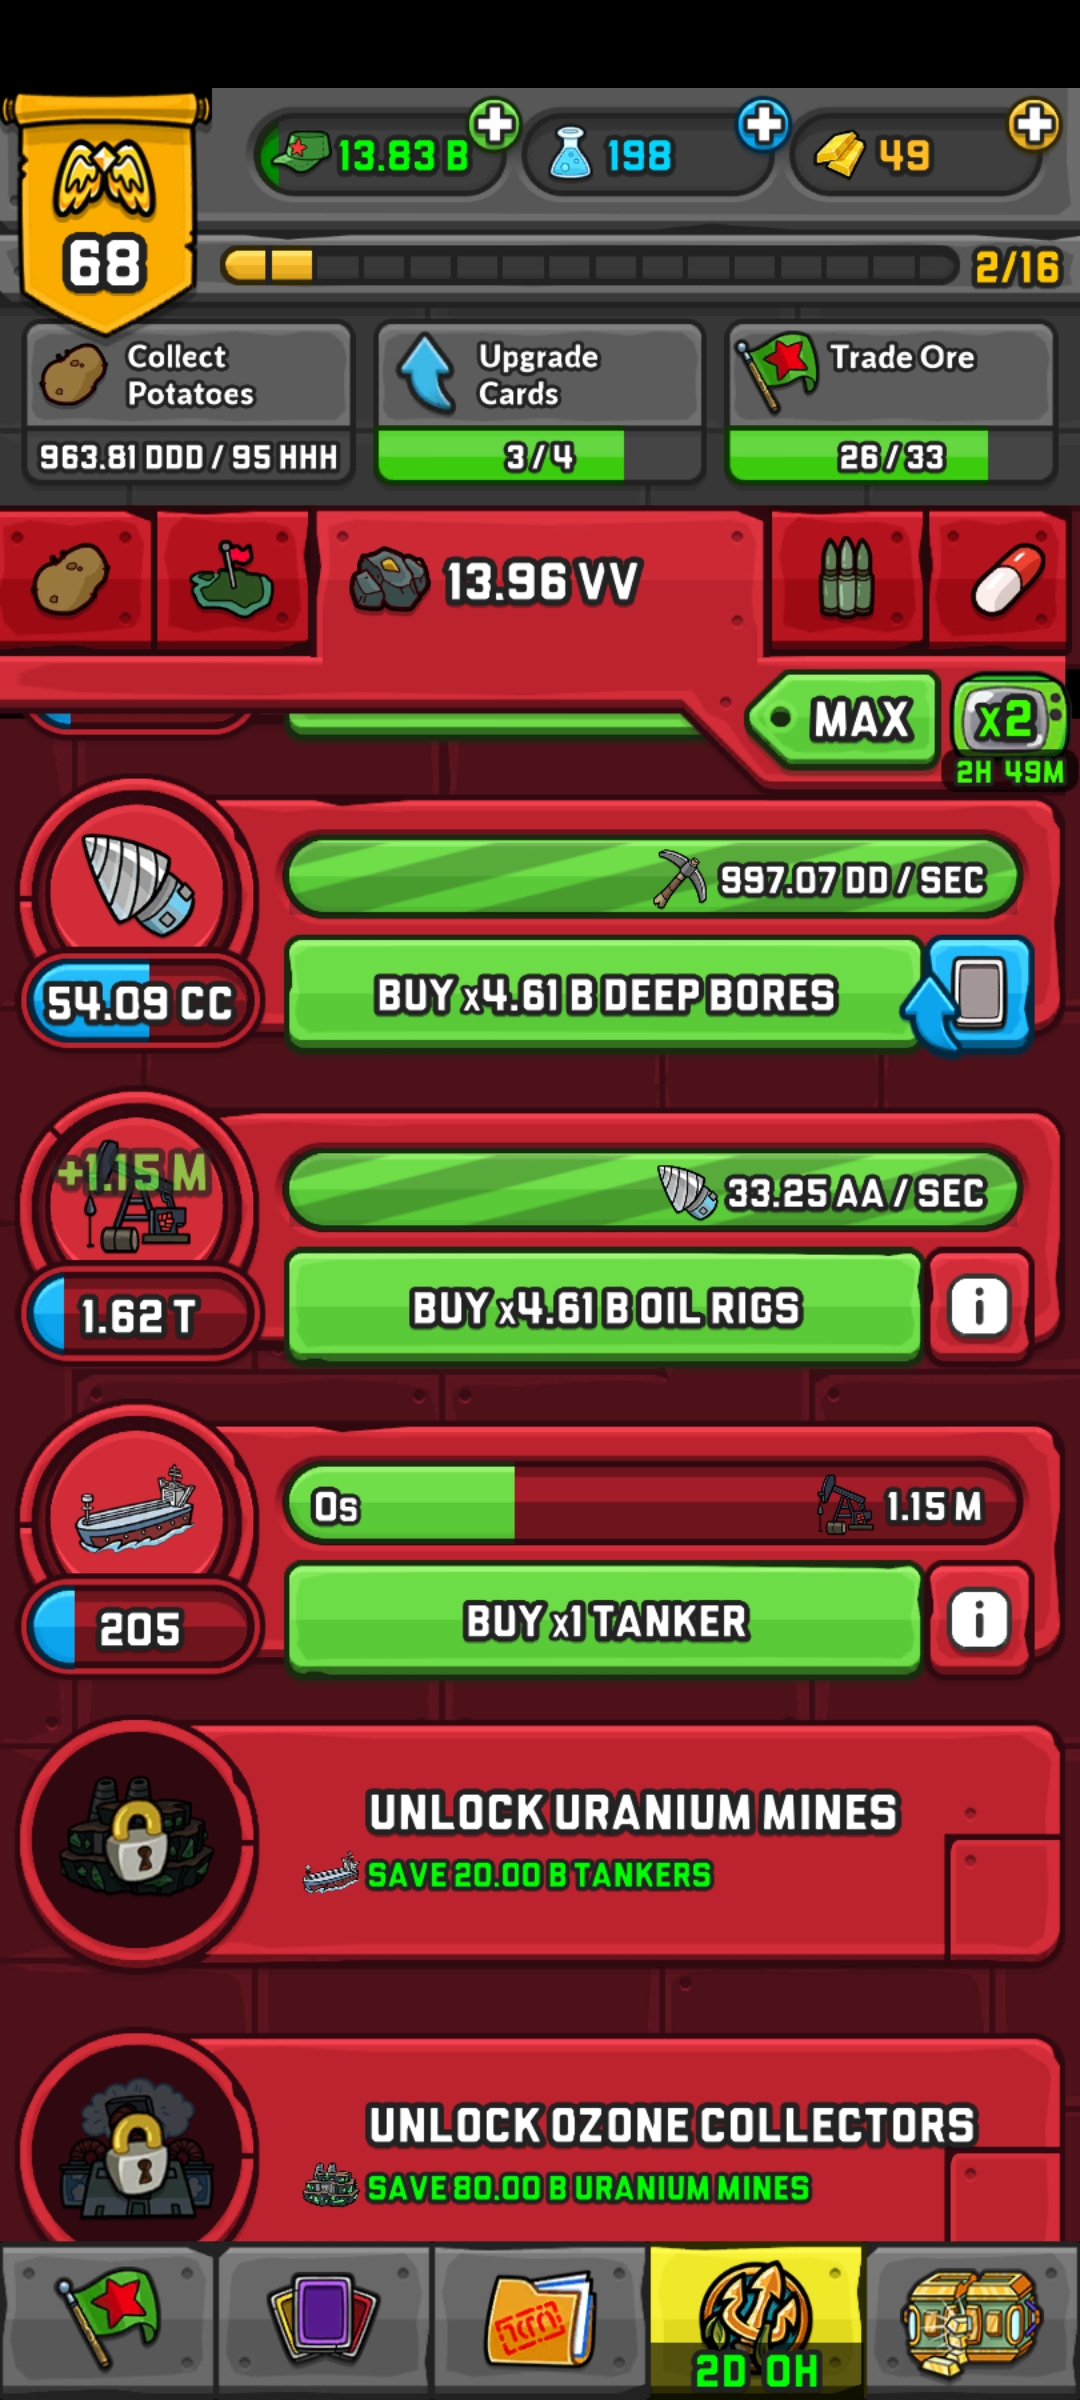 13.83 B
198
49
68
2/16
Collect
Potatoes
963.81 DDD / 95 HHH
Upgrade
Cards
3/4
Trade Ore
26/33
13.96 VV
MAX
x2
2H 49M
997.07 DD / SEC
54.09 CC
BUY x4.61 B DEEP BORES
+1.15 M
33.25 AA / SEC
1.62 T
BUY x4.61 B OIL RIGS
i
0s
1.15 M
205
BUY x1 TANKER
i
UNLOCK URANIUM MINES
SAVE 20.00 B TANKERS
UNLOCK OZONE COLLECTORS
SAVE 80.00 B URANIUM MINES
2D 0H